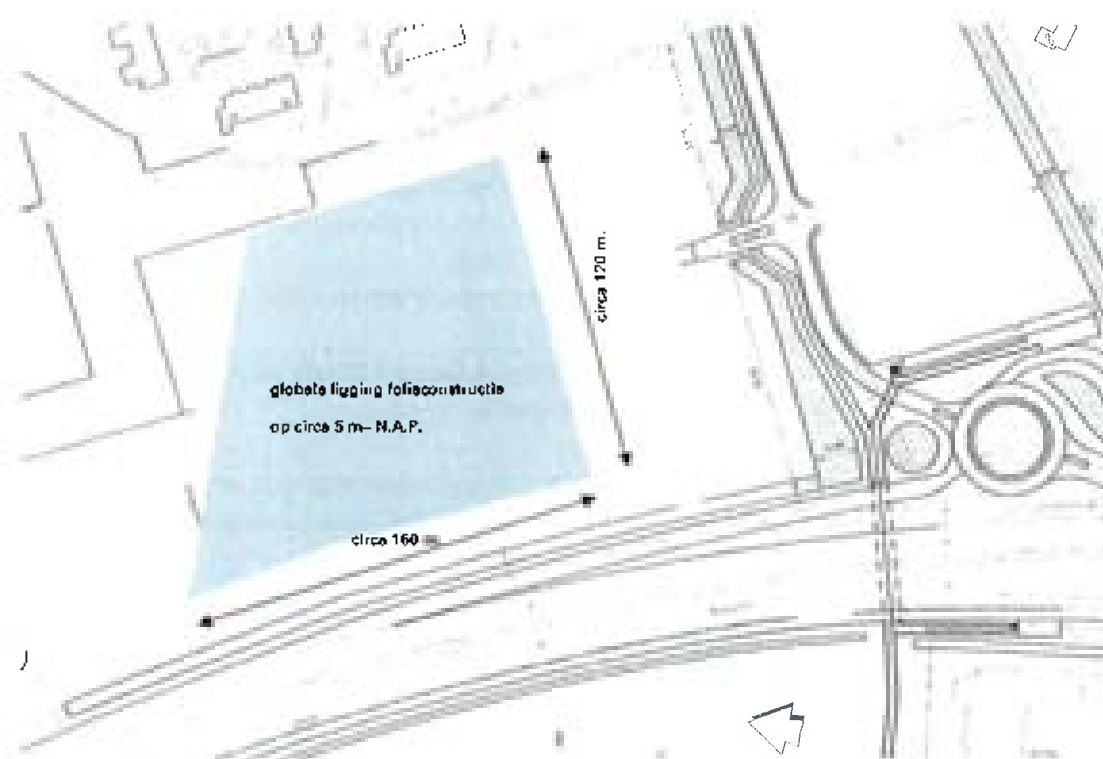 circa 120 m.
globale ligging folieconstructie
op circa 5 m– N.A.P.
circa 160 m.